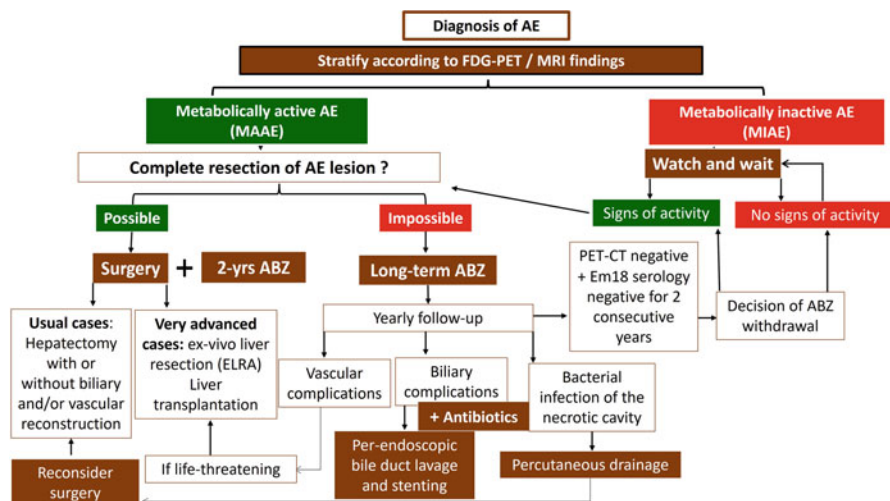 Diagnosis of AE
Stratify according to FDG-PET / MRI findings
Metabolically active AE
(MAAE)
Metabolically inactive AE
(MIAE)
Complete resection of AE lesion ?
Watch and wait
Possible
Impossible
Signs of activity
No signs of activity
Surgery
+
2-yrs ABZ
Long-term ABZ
PET-CT negative
+ Em18 serology
negative for 2
consecutive
years
Decision of ABZ
withdrawal
Yearly follow-up
Usual cases:
Hepatectomy
with or
without biliary
and/or vascular
reconstruction
Very advanced
cases: ex-vivo liver
resection (ELRA)
Liver
transplantation
Vascular
complications
Biliary
complications
Bacterial
infection of the
necrotic cavity
+ Antibiotics
Reconsider
surgery
If life-threatening
Per-endoscopic
bile duct lavage
and stenting
Percutaneous drainage